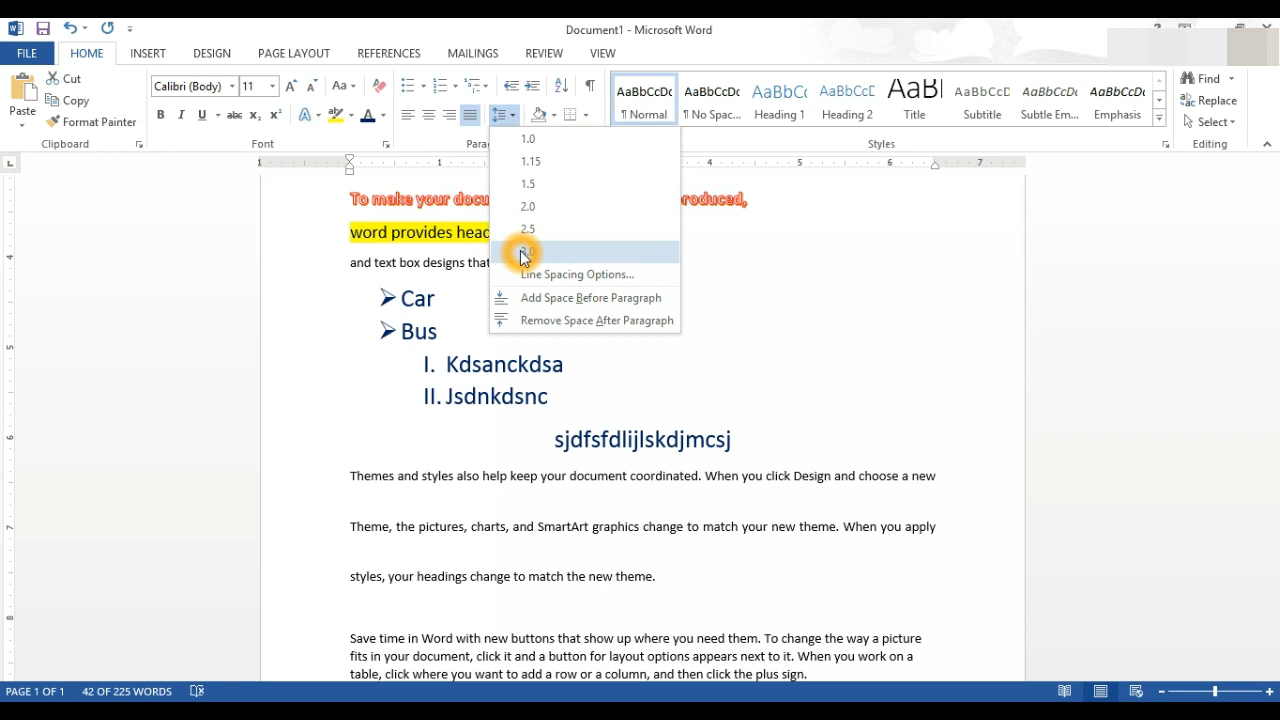 Document1 - Microsoft Word
FILE HOME INSERT DESIGN PAGE LAYOUT REFERENCES MAILINGS REVIEW VIEW
Cut
Copy
Format Painter
Paste
Clipboard
Calibri (Body) 11
Font
AaBbCcDc AaBbCcDc AaBbCc AaBbCcD AaBl AaBbCcD AaBbCcDc AaBbCcDc
¶ Normal ¶ No Spac... Heading 1 Heading 2 Title Subtitle Subtle Em... Emphasis
Styles
Find
Replace
Select
Editing
1.0
1.15
1.5
2.0
2.5
3.0
Line Spacing Options...
Add Space Before Paragraph
Remove Space After Paragraph
To make your
word provides
and text box designs
➢ Car
➢ Bus
I. Kdsanckdsa
II. Jsdnkdsnc
sjdfsfdlijlskdjmcsj
Themes and styles also help keep your document coordinated. When you click Design and choose a new
Theme, the pictures, charts, and SmartArt graphics change to match your new theme. When you apply
styles, your headings change to match the new theme.
Save time in Word with new buttons that show up where you need them. To change the way a picture
fits in your document, click it and a button for layout options appears next to it. When you work on a
table, click where you want to add a row or a column, and then click the plus sign.
PAGE 1 OF 1 42 OF 225 WORDS